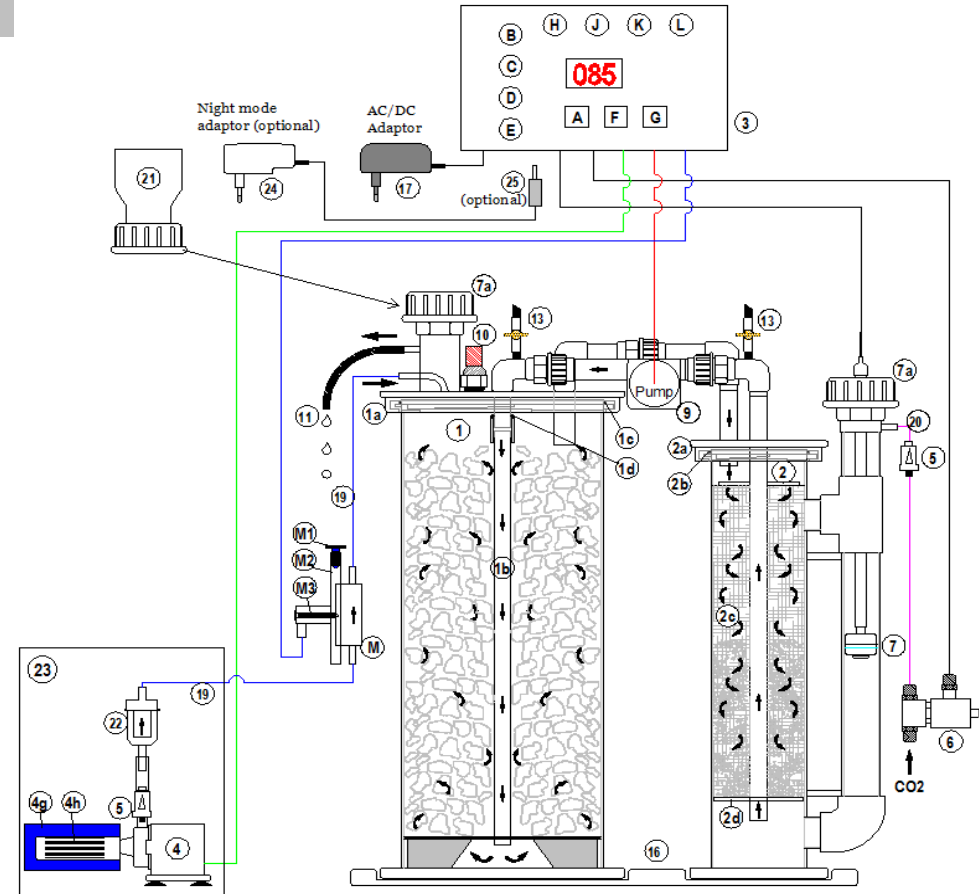 B
H
J
K
L
C
085
D
A
F
G
E
3
Night mode
adaptor (optional)
AC/DC
Adaptor
21
24
17
25
(optional)
7a
10
13
13
7a
Pump
9
11
1a
1
1c
1d
2a
2b
2
20
5
19
M1
M2
M3
M
1b
2c
7
23
19
22
5
4g
4h
4
2d
6
CO2
16